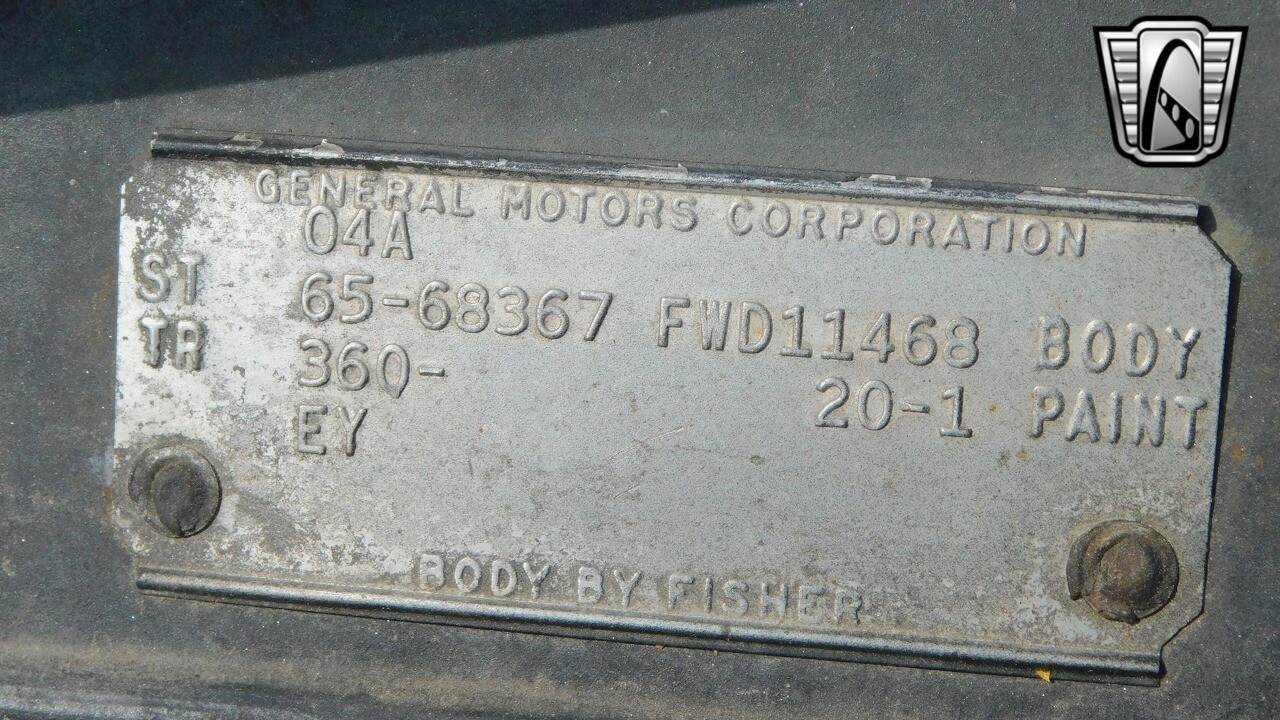 GENERAL MOTORS CORPORATION
04A
ST 65-68367 FWD11468 BODY
TR 360- 20-1 PAINT
EY
BODY BY FISHER